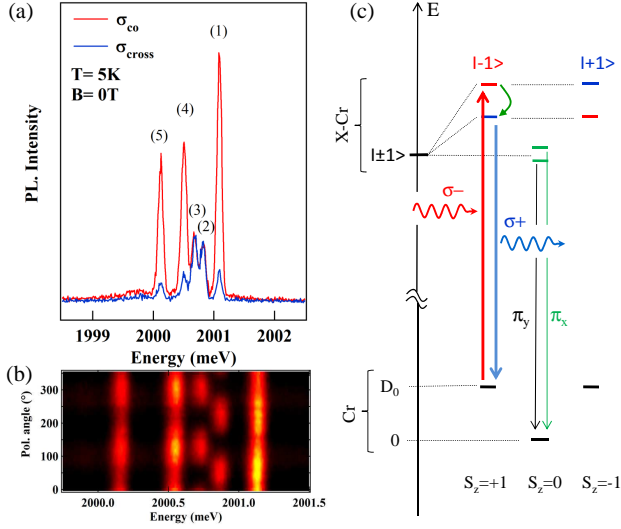 (a)
σco
σcross
T= 5K
B= 0T
(1)
(4)
(5)
(3)
(2)
PL. Intensity
1999 2000 2001 2002
Energy (meV)
(b)
Pol. angle (°)
300
200
100
0
2000.0 2000.5 2001.0 2001.5
Energy (meV)
(c)
E
I-1> I+1>
X-Cr
I±1>
σ− σ+
πy πx
Cr
D0
0
Sz=+1 Sz=0 Sz=-1